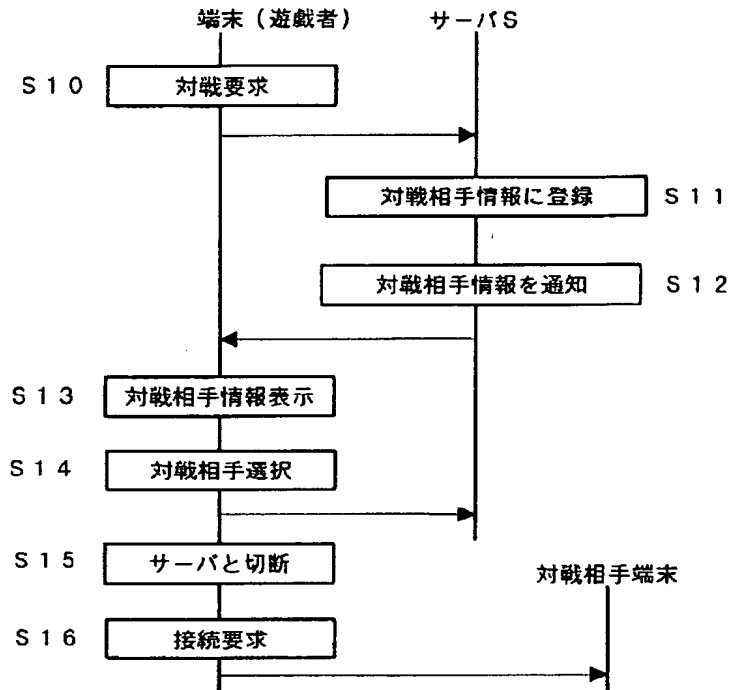 端末（遊戯者） サーバS
S10 対戦要求
対戦相手情報に登録 S11
対戦相手情報を通知 S12
S13 対戦相手情報表示
S14 対戦相手選択
S15 サーバと切断
対戦相手端末
S16 接続要求